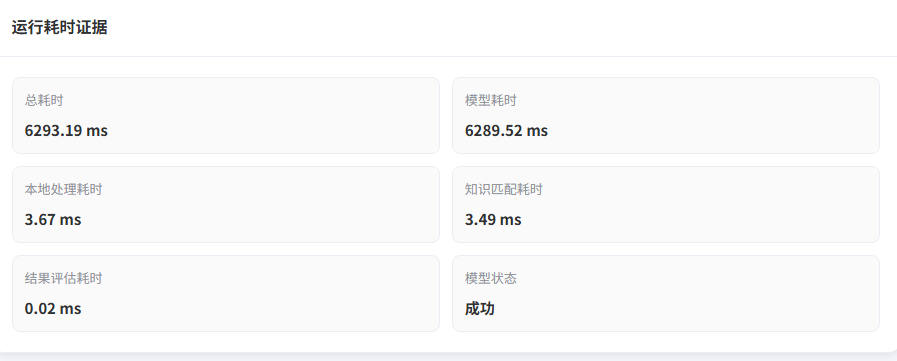 运行耗时证据
总耗时
6293.19 ms
模型耗时
6289.52 ms
本地处理耗时
3.67 ms
知识匹配耗时
3.49 ms
结果评估耗时
0.02 ms
模型状态
成功